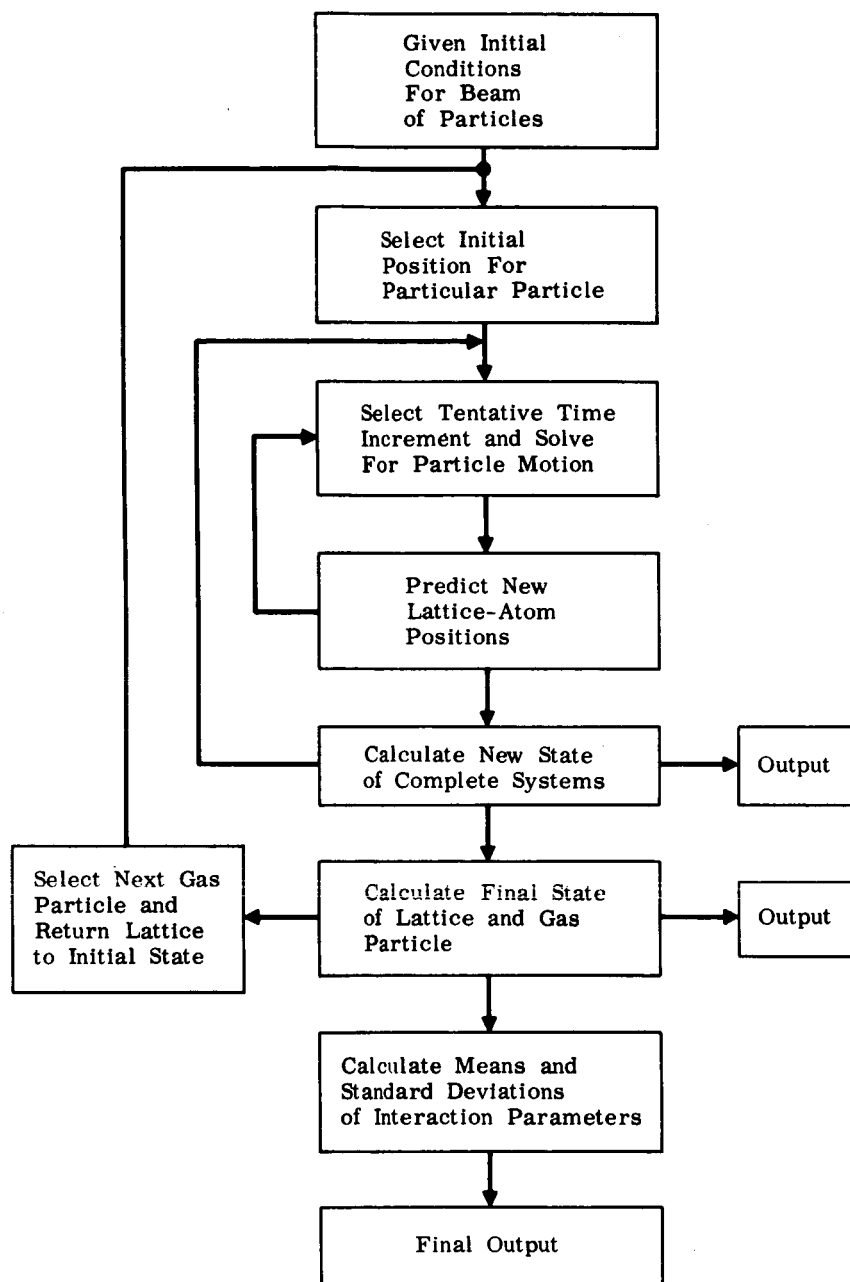 Given Initial
Conditions
For Beam
of Particles
Select Initial
Position For
Particular Particle
Select Tentative Time
Increment and Solve
For Particle Motion
Predict New
Lattice-Atom
Positions
Calculate New State
of Complete Systems
Output
Select Next Gas
Particle and
Return Lattice
to Initial State
Calculate Final State
of Lattice and Gas
Particle
Output
Calculate Means and
Standard Deviations
of Interaction Parameters
Final Output